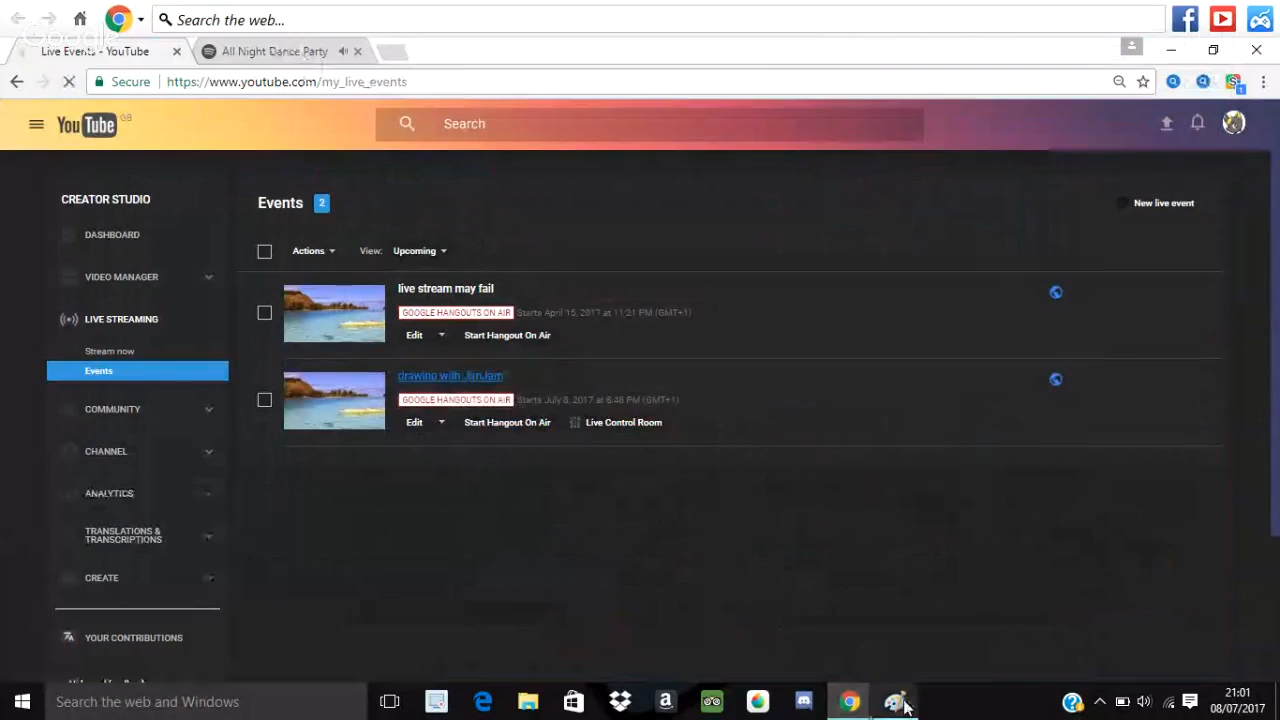 Search the web...
Google
Live Events - YouTube
All Night Dance Party
Secure
https://www.youtube.com/my_live_events
YouTube GB
Search
CREATOR STUDIO
Events 2
New live event
DASHBOARD
Actions
View:
Upcoming
VIDEO MANAGER
live stream may fail
GOOGLE HANGOUTS ON AIR Starts April 15, 2017 at 11:21 PM (GMT+1)
LIVE STREAMING
Edit
Start Hangout On Air
Stream now
Events
drawing with JimJam
GOOGLE HANGOUTS ON AIR Starts July 8, 2017 at 8:48 PM (GMT+1)
COMMUNITY
Edit
Start Hangout On Air
Live Control Room
CHANNEL
ANALYTICS
TRANSLATIONS &
TRANSCRIPTIONS
CREATE
YOUR CONTRIBUTIONS
Search the web and Windows
21:01
08/07/2017